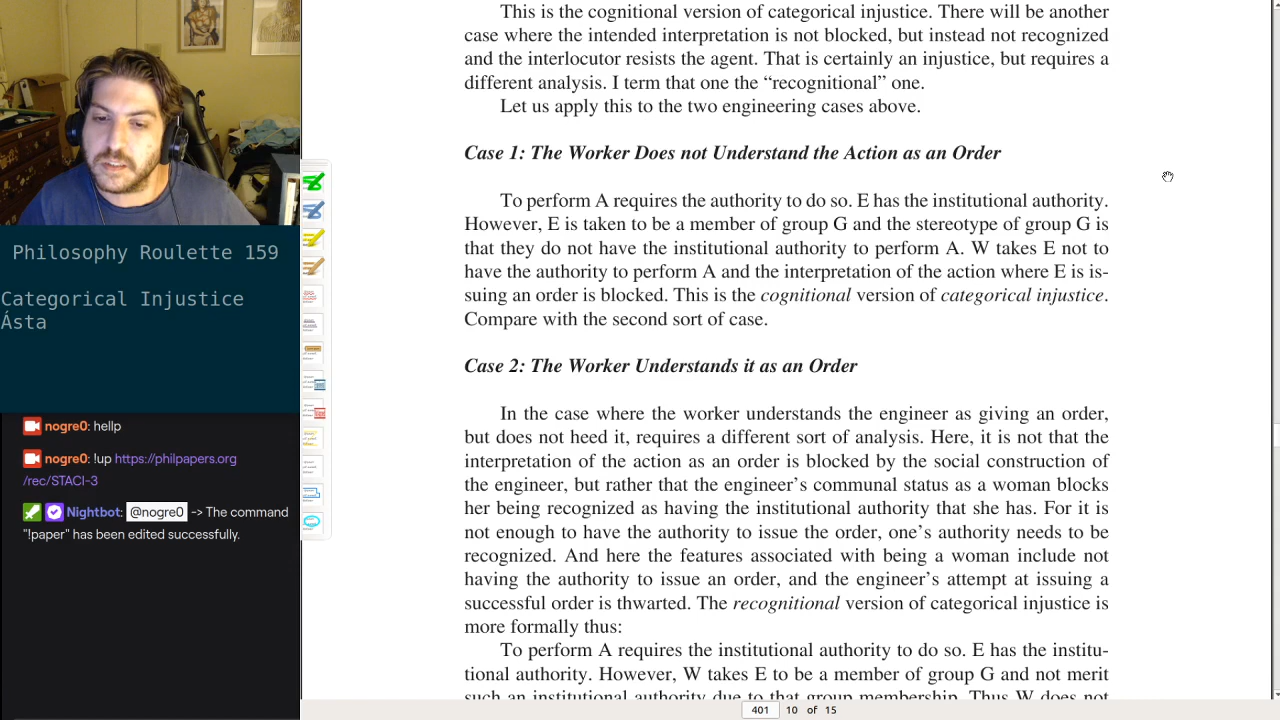 This is the cognitional version of categorical injustice. There will be another
case where the intended interpretation is not blocked, but instead not recognized
and the interlocutor resists the agent. That is certainly an injustice, but requires a
different analysis. I term that one the “recognitional” one.
Let us apply this to the two engineering cases above.
Case 1: The Worker Does not Understand the Action as an Order
To perform A requires the authority to do so. E has the institutional authority.
However, E is taken to be a member of group G and the stereotypes of group G
that they do not have the institutional authority to perform A. W takes E not to
have the authority to perform A and the interpretation of the action where E is
available to W. This is the cognitional version of categorical
Compare with the second sort of case.
Case 2: The Worker Understands as an
In the case where the worker understands the engineer as giving an order
but does not the analysis is different. Here it is not that the
interpretation of the action as an order is blocked by the social construction of
the engineer, but rather that the engineer’s communal status as a woman blocks
her being recognized as having the institutional authority that she has. For it is
not enough to have the authority to issue the order, one’s authority needs to be
recognized. And here the features associated with being a woman include not
having the authority to issue an order, and the engineer’s attempt at issuing a
successful order is thwarted. The recognitional version of categorical injustice is
more formally thus:
To perform A requires the institutional authority to do so. E has the institu-
tional authority. However, W takes E to be a member of group G and not merit
such an institutional authority due to that group membership. Thus W does not
Philosophy Roulette 159
Categorical Injustice
Ásta
nogre0: hellp
nogre0: !up https://philpapers.org
/rec/STACI-3
Nightbot: @nogre0 -> The command
"!paper" has been edited successfully.
401 10 of 15